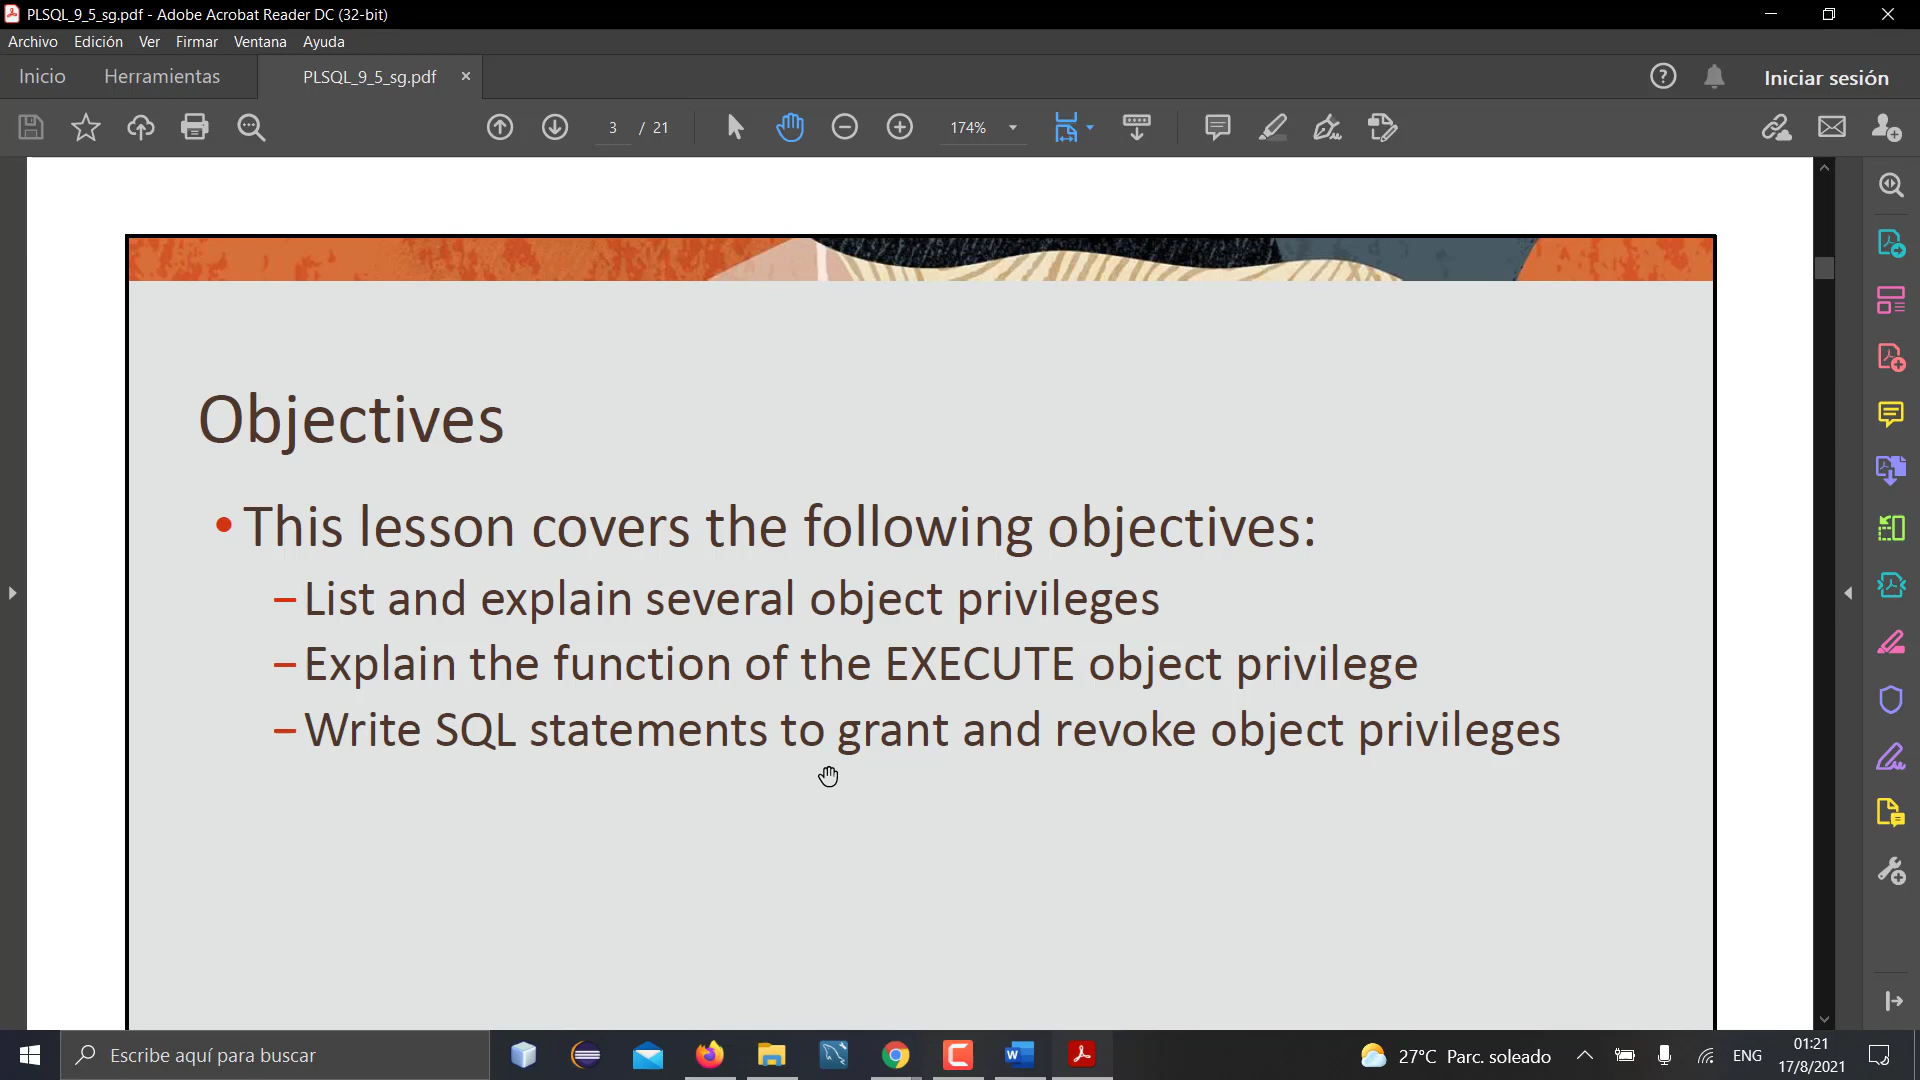 PLSQL_9_5_sg.pdf - Adobe Acrobat Reader DC (32-bit)
Archivo Edición Ver Firmar Ventana Ayuda
Inicio Herramientas PLSQL_9_5_sg.pdf × Iniciar sesión
3 / 21 174%
Objectives
• This lesson covers the following objectives:
– List and explain several object privileges
– Explain the function of the EXECUTE object privilege
– Write SQL statements to grant and revoke object privileges
Escribe aquí para buscar
27°C Parc. soleado
ENG
01:21
17/8/2021